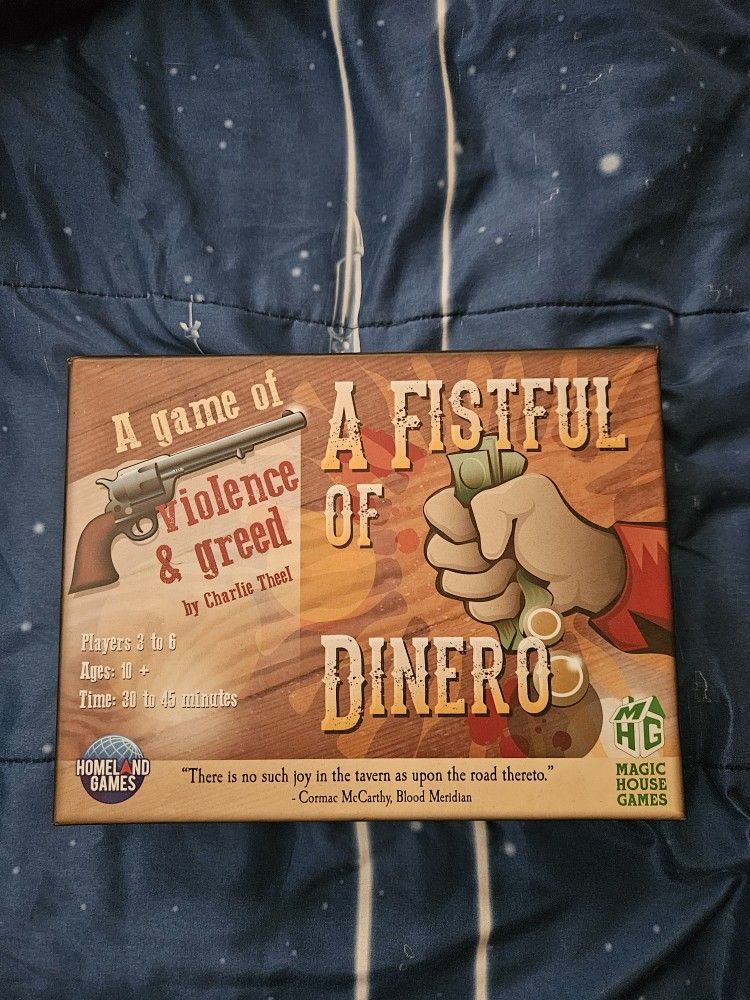 A game of
violence
& greed
by Charlie Theel
A FISTFUL
OF
DINERO
Players 3 to 6
Ages: 10 +
Time: 30 to 45 minutes
HOMELAND
GAMES
“There is no such joy in the tavern as upon the road thereto.”
- Cormac McCarthy, Blood Meridian
MHG
MAGIC
HOUSE
GAMES